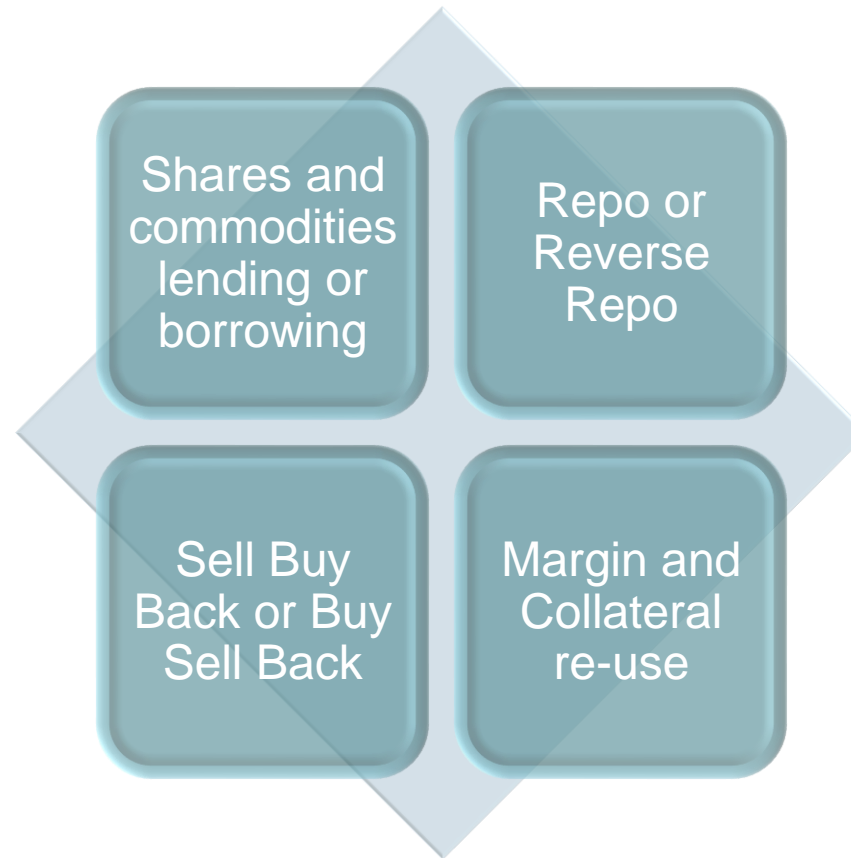 Shares and
commodities
lending or
borrowing
Repo or
Reverse
Repo
Sell Buy
Back or Buy
Sell Back
Margin and
Collateral
re-use